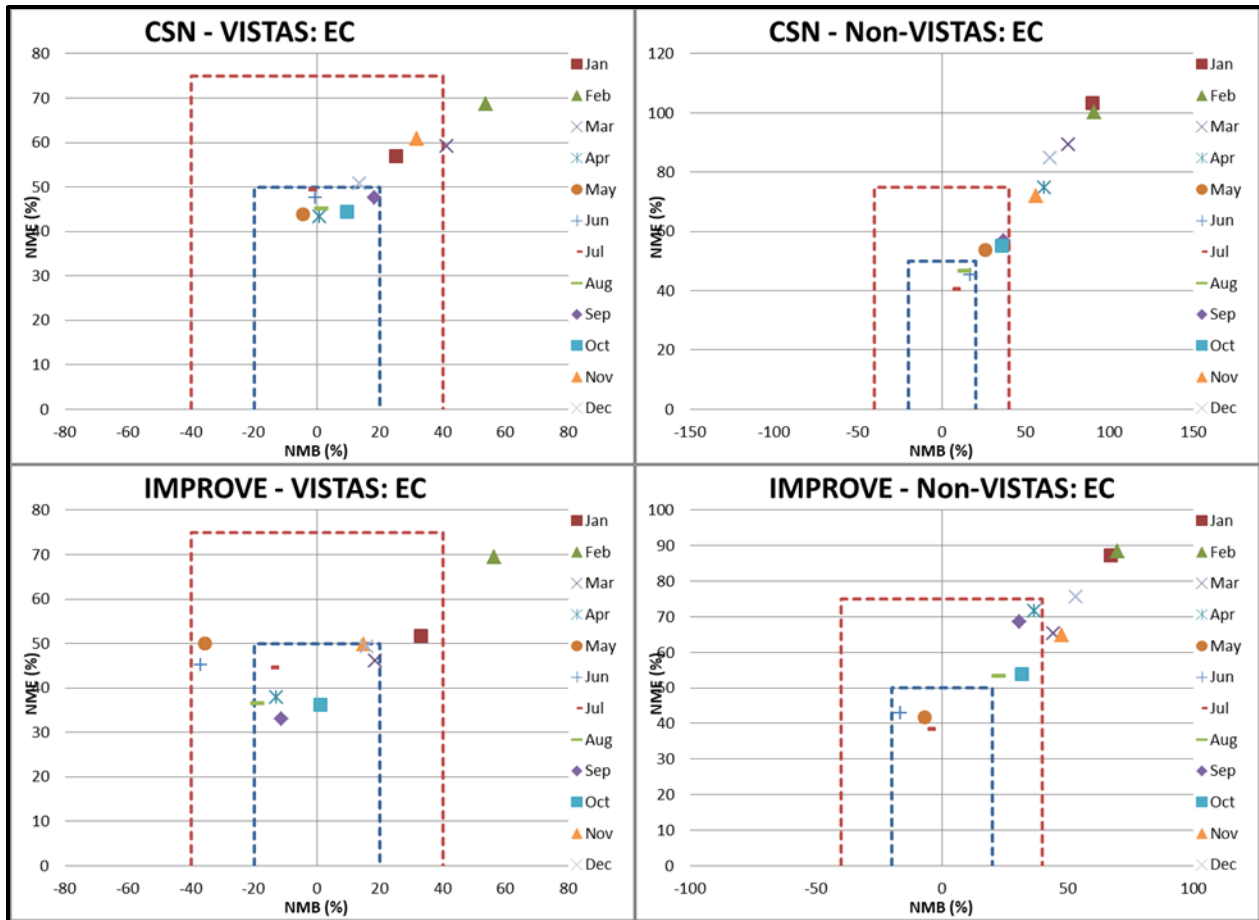 CSN - VISTAS: EC
80
70
60
50
40
30
20
10
0
NME (%)
-80 -60 -40 -20 0 20 40 60 80
NMB (%)
Jan
Feb
Mar
Apr
May
Jun
Jul
Aug
Sep
Oct
Nov
Dec
CSN - Non-VISTAS: EC
120
100
80
60
40
20
0
NME (%)
-150 -100 -50 0 50 100 150
NMB (%)
Jan
Feb
Mar
Apr
May
Jun
Jul
Aug
Sep
Oct
Nov
Dec
IMPROVE - VISTAS: EC
80
70
60
50
40
30
20
10
0
NME (%)
-80 -60 -40 -20 0 20 40 60 80
NMB (%)
Jan
Feb
Mar
Apr
May
Jun
Jul
Aug
Sep
Oct
Nov
Dec
IMPROVE - Non-VISTAS: EC
100
90
80
70
60
50
40
30
20
10
0
NME (%)
-100 -50 0 50 100
NMB (%)
Jan
Feb
Mar
Apr
May
Jun
Jul
Aug
Sep
Oct
Nov
Dec